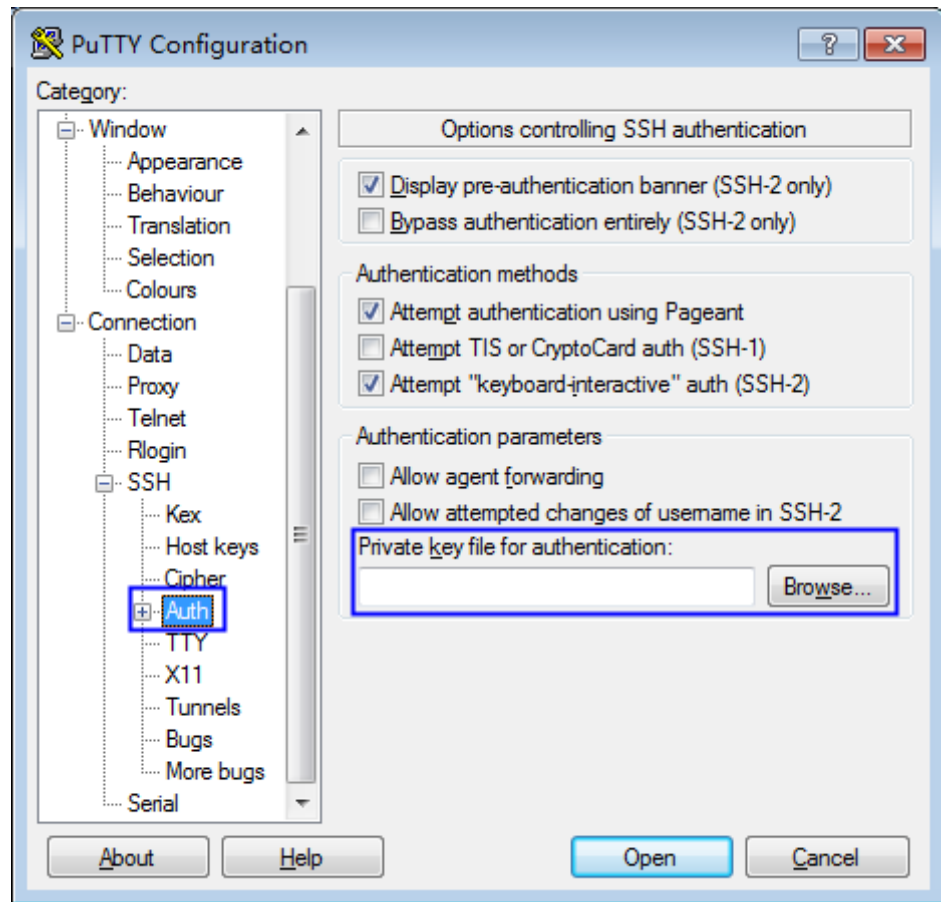 PuTTY Configuration
Category:
Window
Appearance
Behaviour
Translation
Selection
Colours
Connection
Data
Proxy
Telnet
Rlogin
SSH
Kex
Host keys
Cipher
Auth
TTY
X11
Tunnels
Bugs
More bugs
Serial
Options controlling SSH authentication
Display pre-authentication banner (SSH-2 only)
Bypass authentication entirely (SSH-2 only)
Authentication methods
Attempt authentication using Pageant
Attempt TIS or CryptoCard auth (SSH-1)
Attempt "keyboard-interactive" auth (SSH-2)
Authentication parameters
Allow agent forwarding
Allow attempted changes of username in SSH-2
Private key file for authentication:
Browse...
About
Help
Open
Cancel